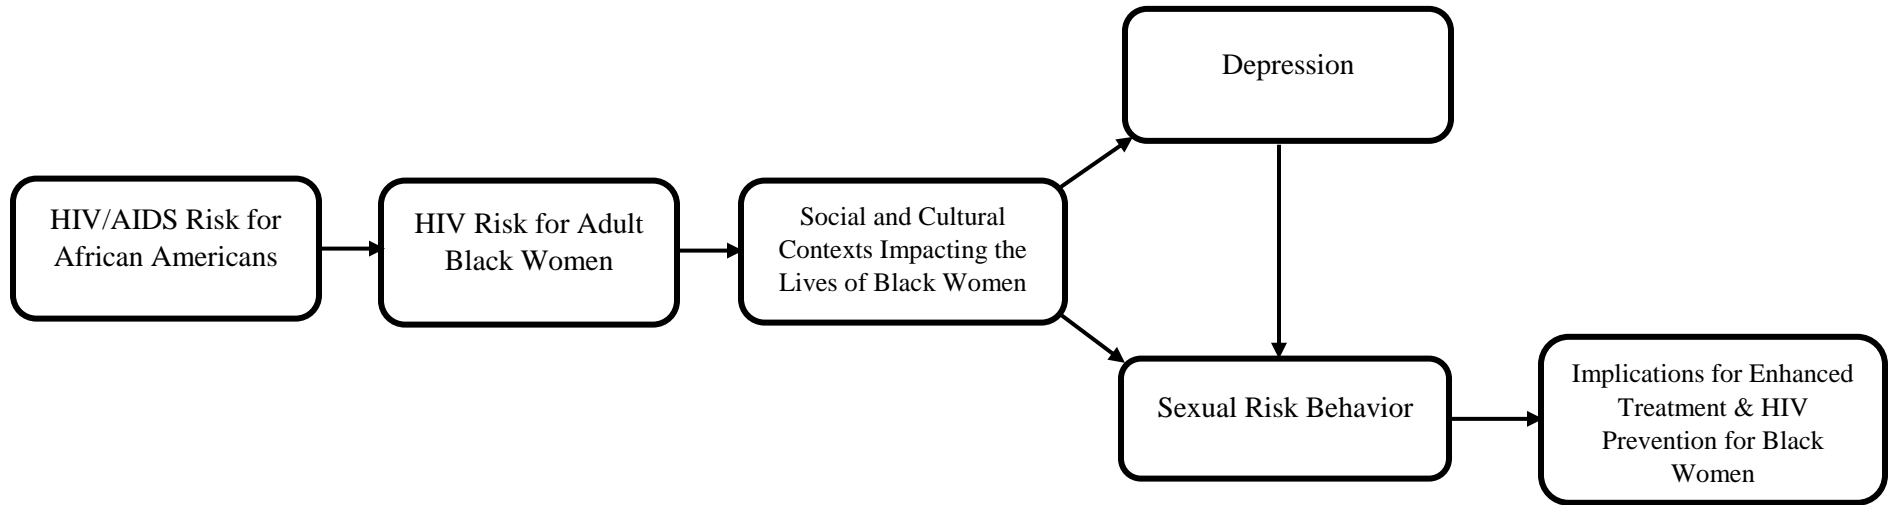 Depression
HIV/AIDS Risk for
African Americans
HIV Risk for Adult
Black Women
Social and Cultural
Contexts Impacting the
Lives of Black Women
Sexual Risk Behavior
Implications for Enhanced
Treatment & HIV
Prevention for Black
Women